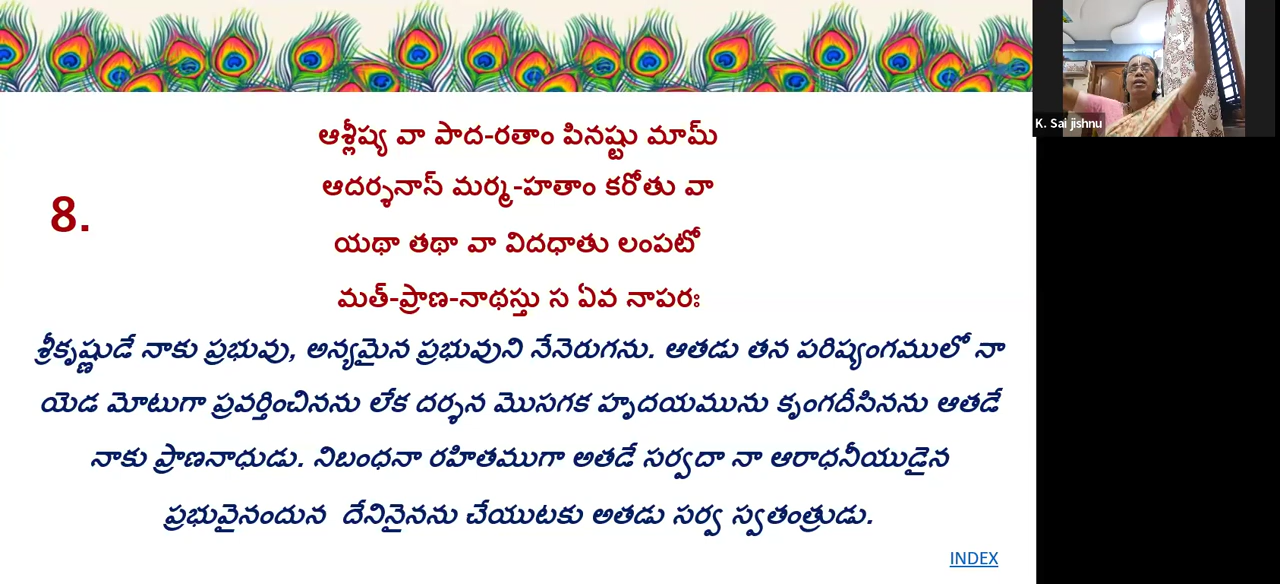 ఆశ్లీష్య వా పాద-రతాం పినష్టు మామ్
ఆదర్శనాస్ మర్మ-హతాం కరోతు వా
8.
యథా తథా వా విదధాతు లంపటో
మత్-ప్రాణ-నాథస్తు స ఏవ నాపరః
శ్రీకృష్ణుడే నాకు ప్రభువు, అన్యమైన ప్రభువుని నేనెరుగను. ఆతడు తన పరిష్యంగములో నా
యెడ మోటుగా ప్రవర్తించినను లేక దర్శన మొసగక హృదయమును కృంగదీసినను ఆతడే
నాకు ప్రాణనాధుడు. నిబంధనా రహితముగా అతడే సర్వదా నా ఆరాధనీయుడైన
ప్రభువైనందున దేనినైనను చేయుటకు అతడు సర్వ స్వతంత్రుడు.
INDEX
K. Sai jishnu